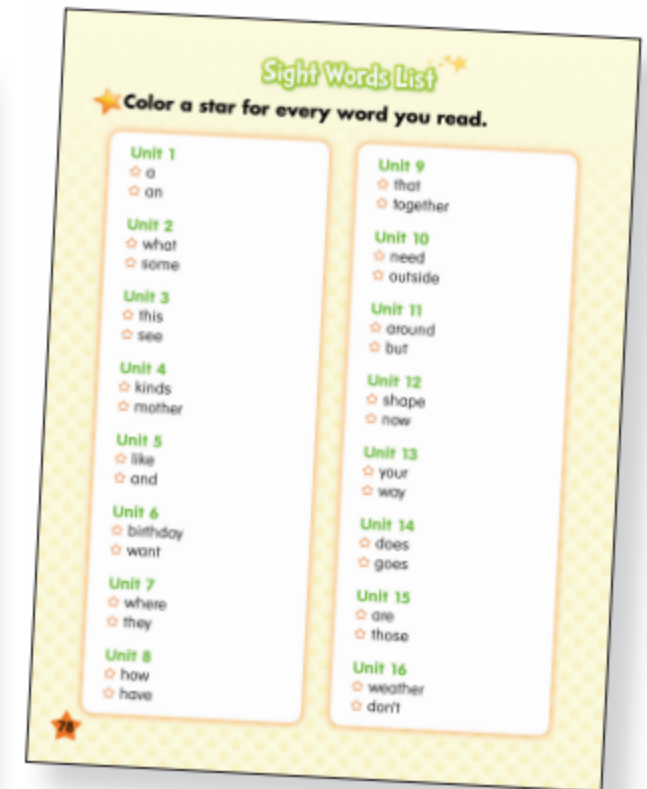 Sight Words List
Color a star for every word you read.
Unit 1
a
an
Unit 2
what
some
Unit 3
this
see
Unit 4
kinds
mother
Unit 5
like
and
Unit 6
birthday
want
Unit 7
where
they
Unit 8
how
have
Unit 9
that
together
Unit 10
need
outside
Unit 11
around
but
Unit 12
shape
now
Unit 13
your
way
Unit 14
does
goes
Unit 15
are
those
Unit 16
weather
don't
78